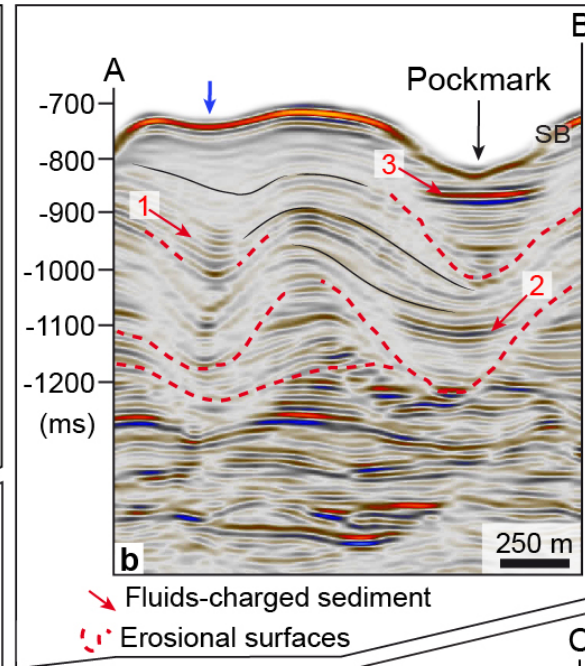 B
A
Pockmark
-700
SB
-800
3
1
-900
-1000
2
-1100
-1200
(ms)
250 m
b
Fluids-charged sediment
Erosional surfaces
C